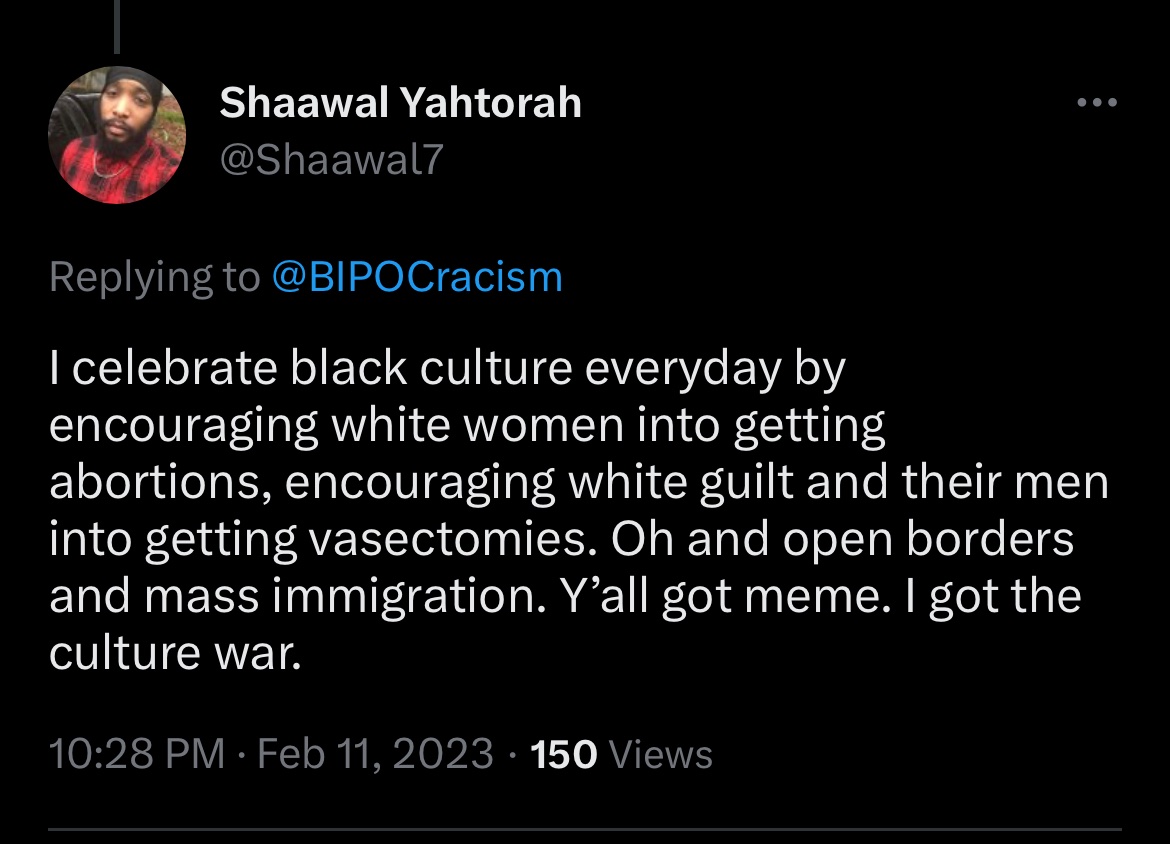 Shaawal Yahtorah
@Shaawal7
Replying to @BIPOCracism
I celebrate black culture everyday by
encouraging white women into getting
abortions, encouraging white guilt and their men
into getting vasectomies. Oh and open borders
and mass immigration. Y’all got meme. I got the
culture war.
10:28 PM · Feb 11, 2023 · 150 Views